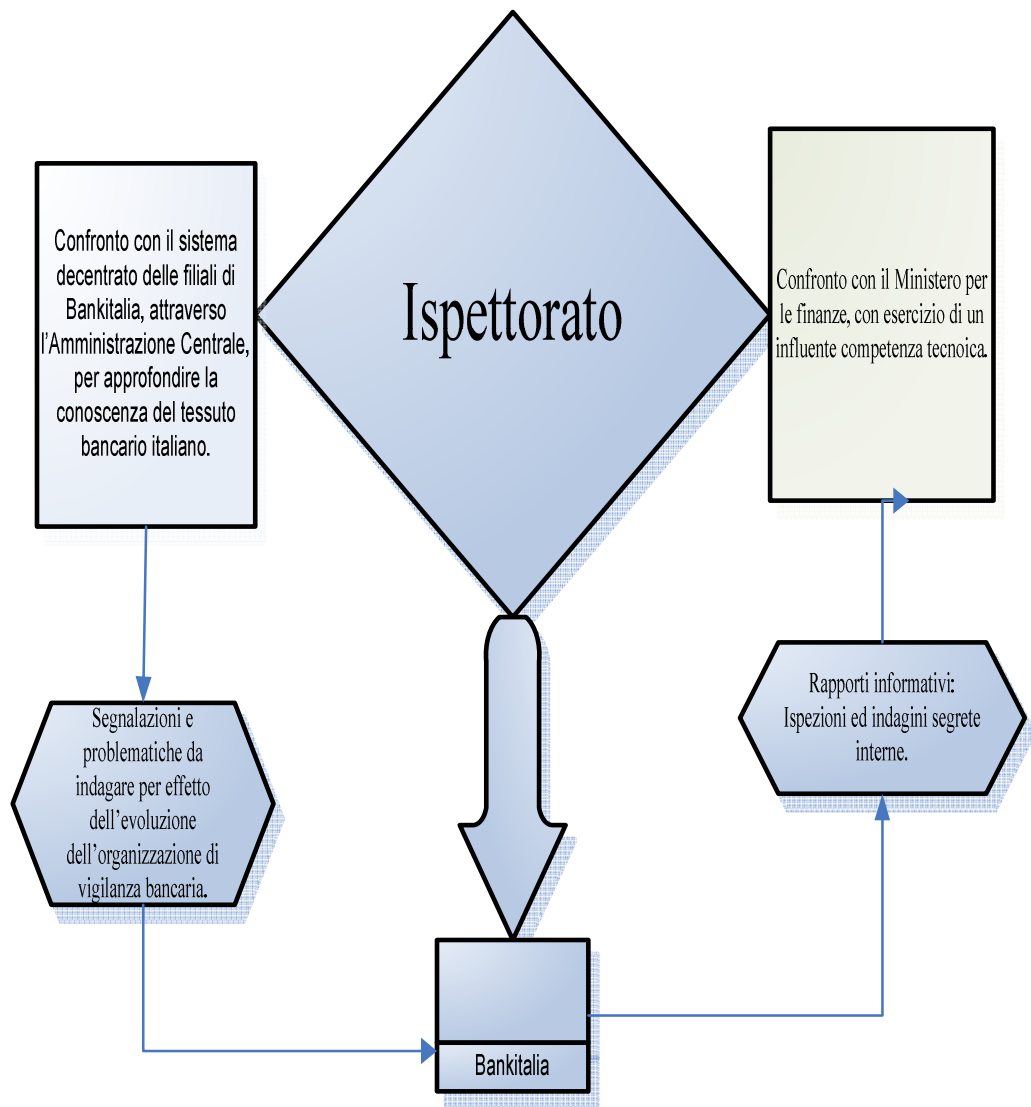 Confronto con il sistema
decentrato delle filiali di
Bankitalia, attraverso
l’Amministrazione Centrale,
per approfondire la
conoscenza del tessuto
bancario italiano.
Ispettorato
Confronto con il Ministero per
le finanze, con esercizio di un
influente competenza tecnoica.
Segnalazioni e
problematiche da
indagare per effetto
dell’evoluzione
dell’organizzazione di
vigilanza bancaria.
Rapporti informativi:
Ispezioni ed indagini segrete
interne.
Bankitalia